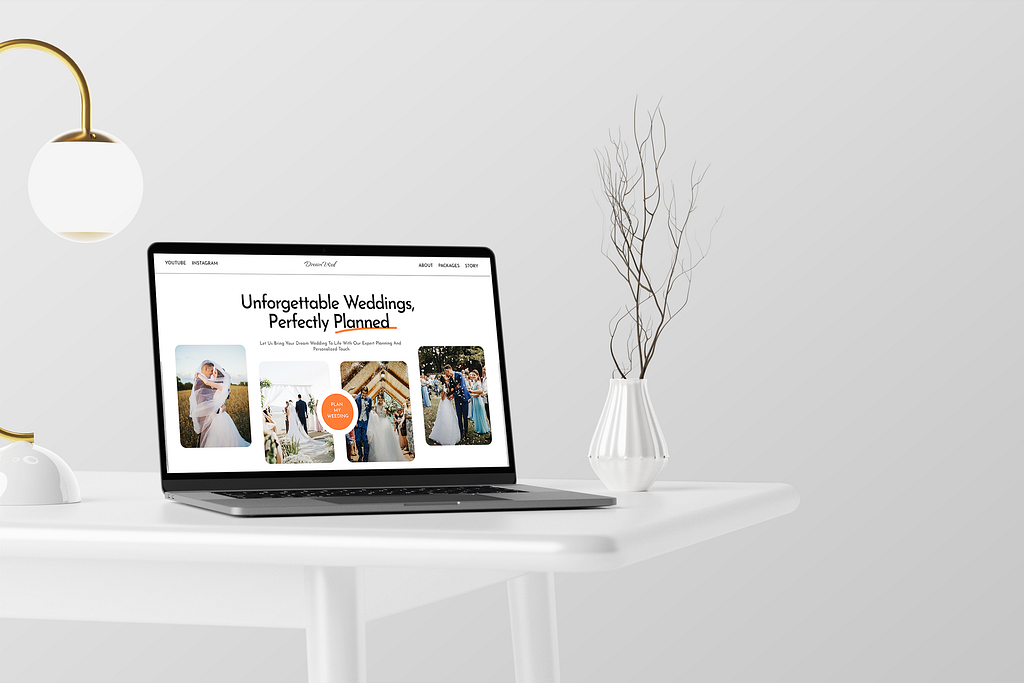 YOUTUBE INSTAGRAM
ABOUT PACKAGES STORY
Unforgettable Weddings,
Perfectly Planned
Let Us Bring Your Dream Wedding To Life With Our Expert Planning And
Personalized Touch.
PLAN
MY
WEDDING